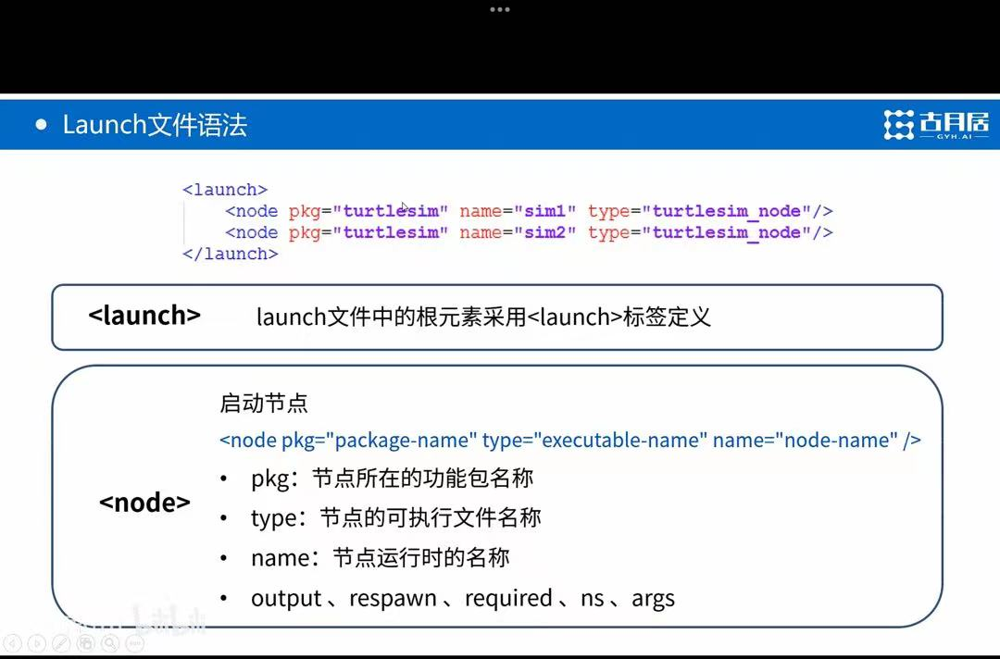 Launch文件语法
古月居
GYH.AI
<launch>
<node pkg="turtlesim" name="sim1" type="turtlesim_node"/>
<node pkg="turtlesim" name="sim2" type="turtlesim_node"/>
</launch>
<launch> launch文件中的根元素采用<launch>标签定义
启动节点
<node pkg="package-name" type="executable-name" name="node-name" />
• pkg：节点所在的功能包名称
<node>
• type：节点的可执行文件名称
• name：节点运行时的名称
• output、respawn、required、ns、args